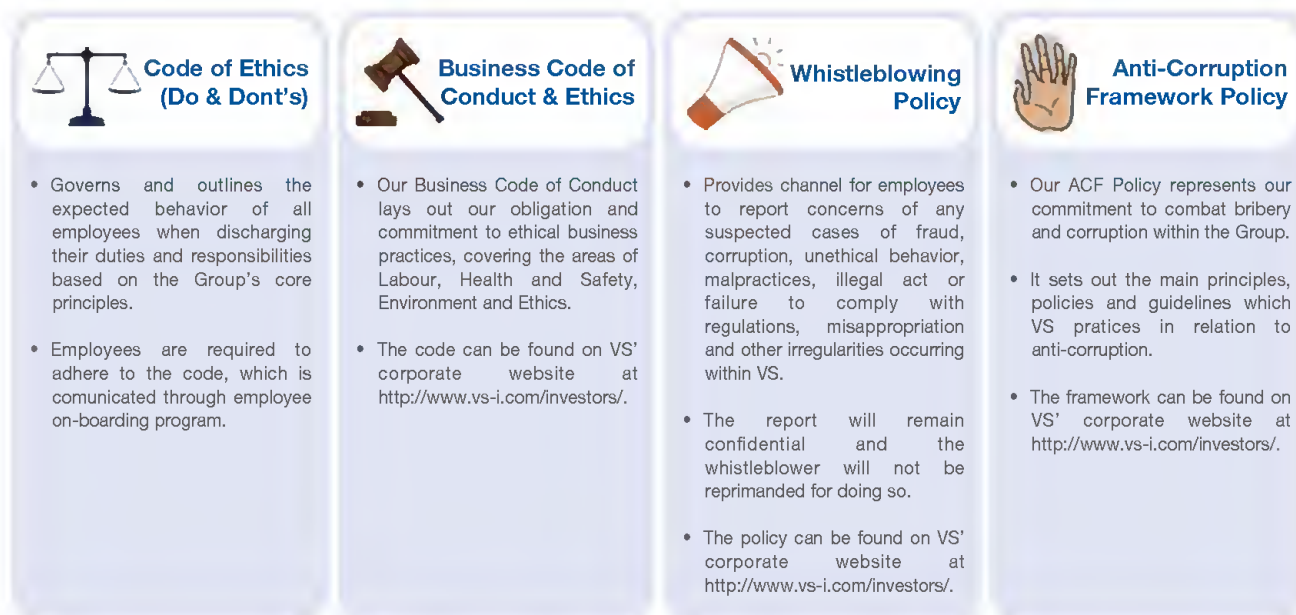 Code of Ethics
(Do & Dont's)
• Governs and outlines the
expected behavior of all
employees when discharging
their duties and responsibilities
based on the Group's core
principles.
• Employees are required to
adhere to the code, which is
comunicated through employee
on-boarding program.
Business Code of
Conduct & Ethics
• Our Business Code of Conduct
lays out our obligation and
commitment to ethical business
practices, covering the areas of
Labour, Health and Safety,
Environment and Ethics.
• The code can be found on VS'
corporate website at
http://www.vs-i.com/investors/.
Whistleblowing
Policy
• Provides channel for employees
to report concerns of any
suspected cases of fraud,
corruption, unethical behavior,
malpractices, illegal act or
failure to comply with
regulations, misappropriation
and other irregularities occurring
within VS.
• The report will remain
confidential and the
whistleblower will not be
reprimanded for doing so.
• The policy can be found on VS'
corporate website at
http://www.vs-i.com/investors/.
Anti-Corruption
Framework Policy
• Our ACF Policy represents our
commitment to combat bribery
and corruption within the Group.
• It sets out the main principles,
policies and guidelines which
VS pratices in relation to
anti-corruption.
• The framework can be found on
VS' corporate website at
http://www.vs-i.com/investors/.